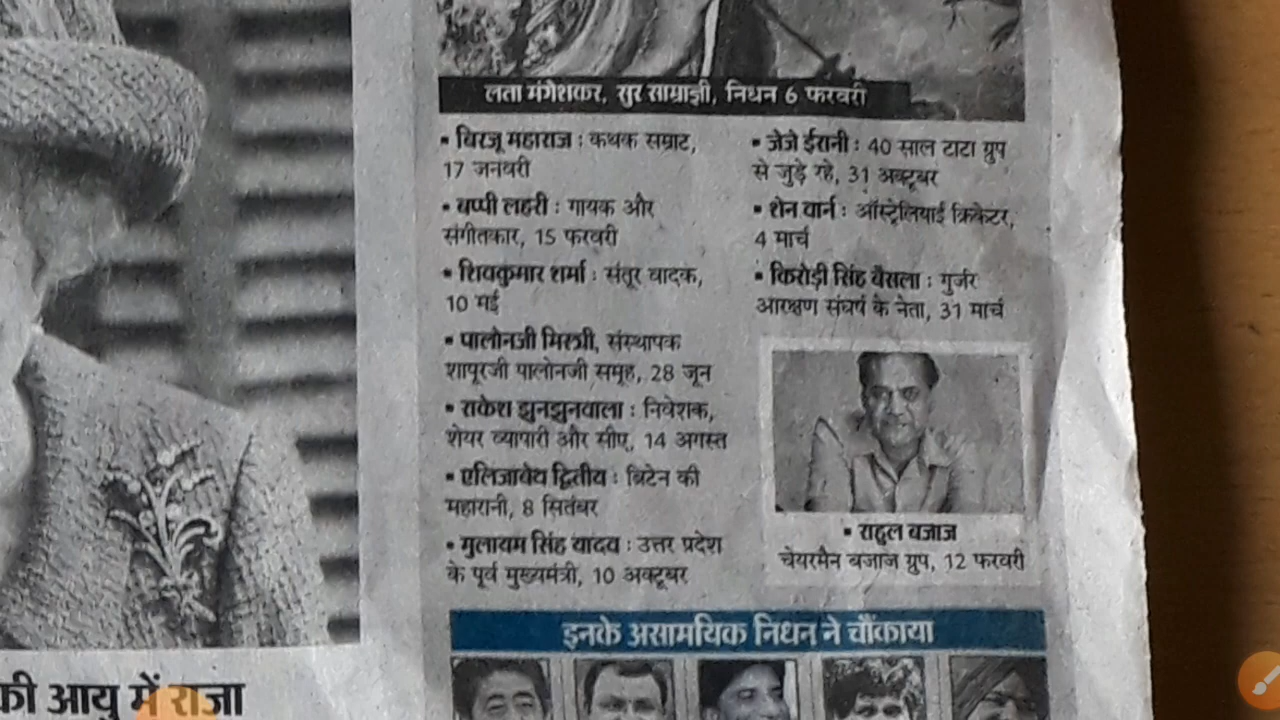 लता मंगेशकर, सुर साम्राज्ञी, निधन 6 फरवरी
▪ बिरजू महाराज : कथक सम्राट,
17 जनवरी
▪ बप्पी लहरी : गायक और
संगीतकार, 15 फरवरी
▪ शिवकुमार शर्मा : संतूर वादक,
10 मई
▪ पालोनजी मिस्त्री, संस्थापक
शापूरजी पालोनजी समूह, 28 जून
▪ राकेश झुनझुनवाला : निवेशक,
शेयर व्यापारी और सीए, 14 अगस्त
▪ एलिजाबेथ द्वितीय : ब्रिटेन की
महारानी, 8 सितंबर
▪ मुलायम सिंह यादव : उत्तर प्रदेश
के पूर्व मुख्यमंत्री, 10 अक्टूबर
▪ जेजे ईरानी : 40 साल टाटा ग्रुप
से जुड़े रहे, 31 अक्टूबर
▪ शेन वार्न : ऑस्ट्रेलियाई क्रिकेटर,
4 मार्च
▪ किरोड़ी सिंह बैंसला : गुर्जर
आरक्षण संघर्ष के नेता, 31 मार्च
▪ राहुल बजाज
चेयरमैन बजाज ग्रुप, 12 फरवरी
इनके असामयिक निधन ने चौंकाया
की आयु में राजा